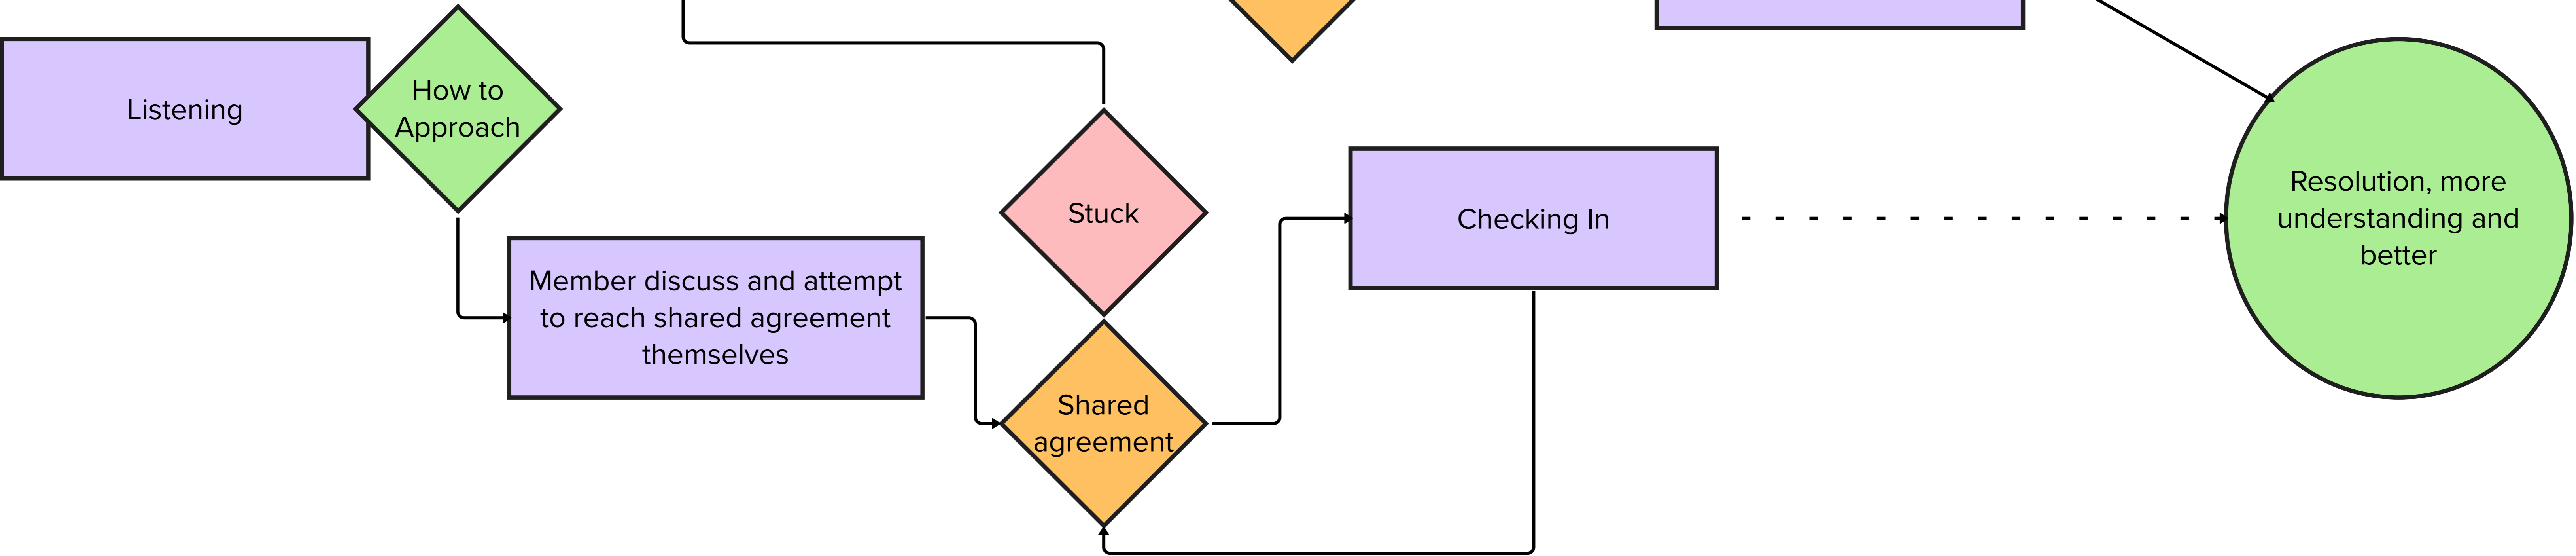 Listening
How to
Approach
Member discuss and attempt
to reach shared agreement
themselves
Stuck
Shared
agreement
Checking In
Resolution, more
understanding and
better